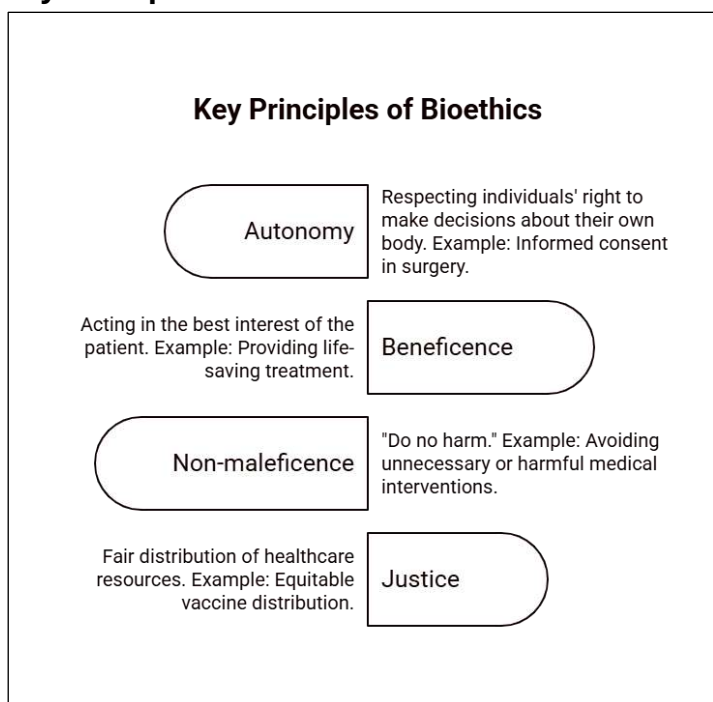 Key Principles of Bioethics
Autonomy
Respecting individuals' right to
make decisions about their own
body. Example: Informed consent
in surgery.
Acting in the best interest of the
patient. Example: Providing life-
saving treatment.
Beneficence
Non-maleficence
"Do no harm." Example: Avoiding
unnecessary or harmful medical
interventions.
Fair distribution of healthcare
resources. Example: Equitable
vaccine distribution.
Justice